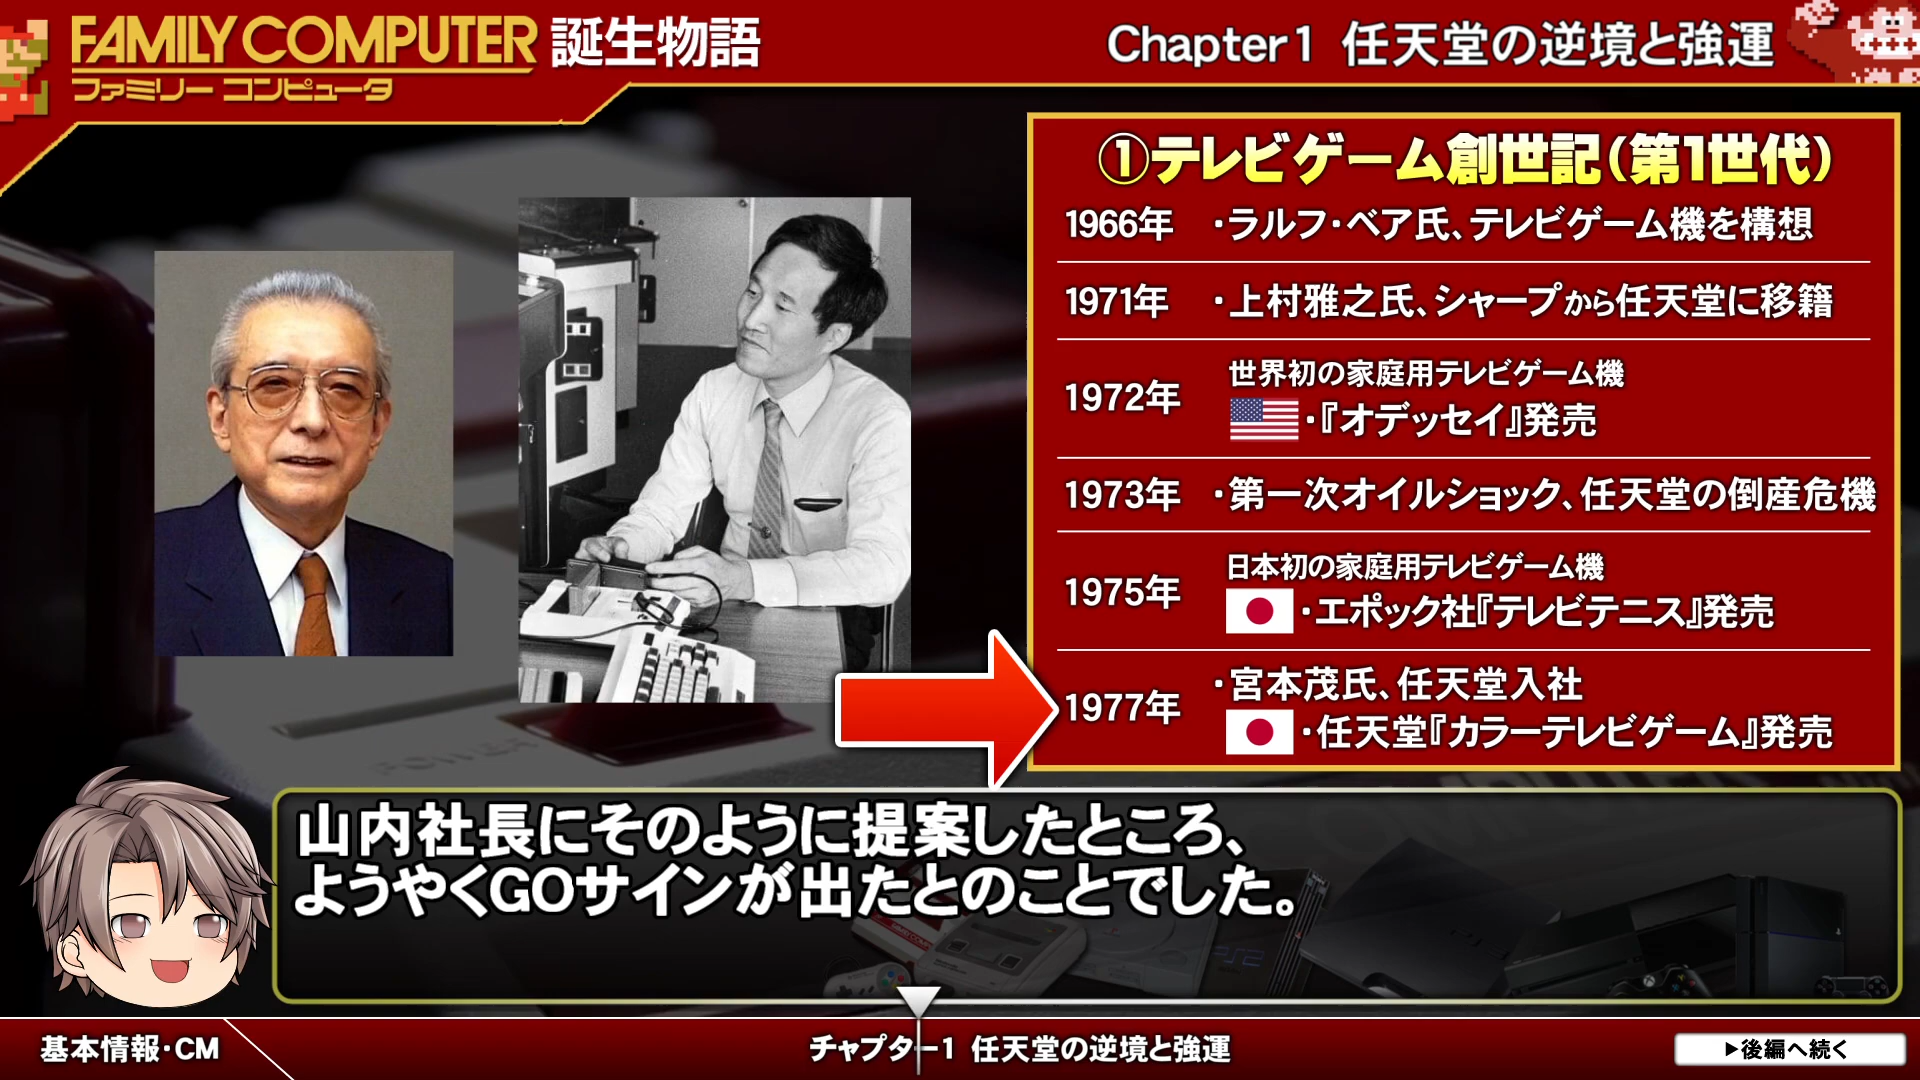 FAMILY COMPUTER 誕生物語
ファミリー コンピュータ
Chapter1 任天堂の逆境と強運
①テレビゲーム創世記(第1世代)
1966年 ・ラルフ・ベア氏、テレビゲーム機を構想
1971年 ・上村雅之氏、シャープから任天堂に移籍
1972年 世界初の家庭用テレビゲーム機
・『オデッセイ』発売
1973年 ・第一次オイルショック、任天堂の倒産危機
1975年 日本初の家庭用テレビゲーム機
・エポック社『テレビテニス』発売
1977年 ・宮本茂氏、任天堂入社
・任天堂『カラーテレビゲーム』発売
POWER
山内社長にそのように提案したところ、
ようやくGOサインが出たとのことでした。
基本情報・CM
チャプター1 任天堂の逆境と強運
▶後編へ続く